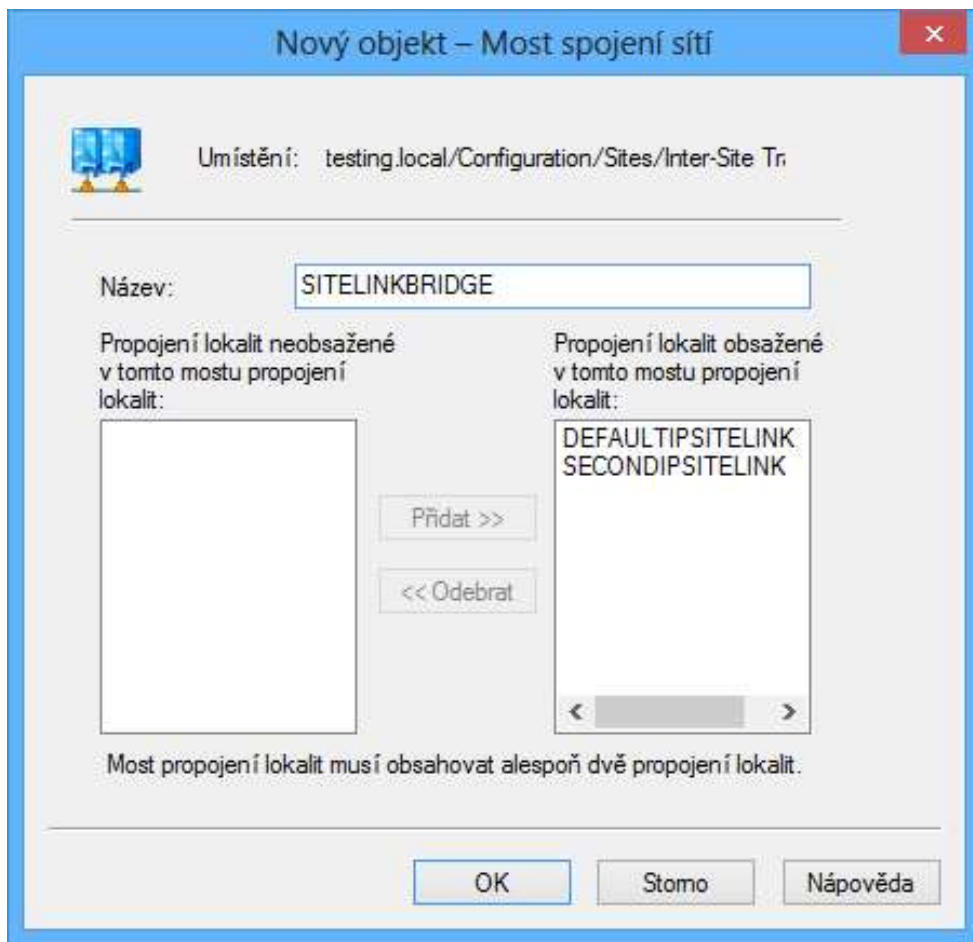 Nový objekt – Most spojení sítí
Umístění: testing.local/Configuration/Sites/Inter-Site
Název: SITELINKBRIDGE
Propojení lokalit neobsažené
v tomto mostu propojení
lokalit:
Propojení lokalit obsažené
v tomto mostu propojení
lokalit:
DEFAULTIPSITELINK
SECONDIPSITELINK
Přidat >>
<< Odebrat
Most propojení lokalit musí obsahovat alespoň dvě propojení lokalit.
OK Storno Nápověda